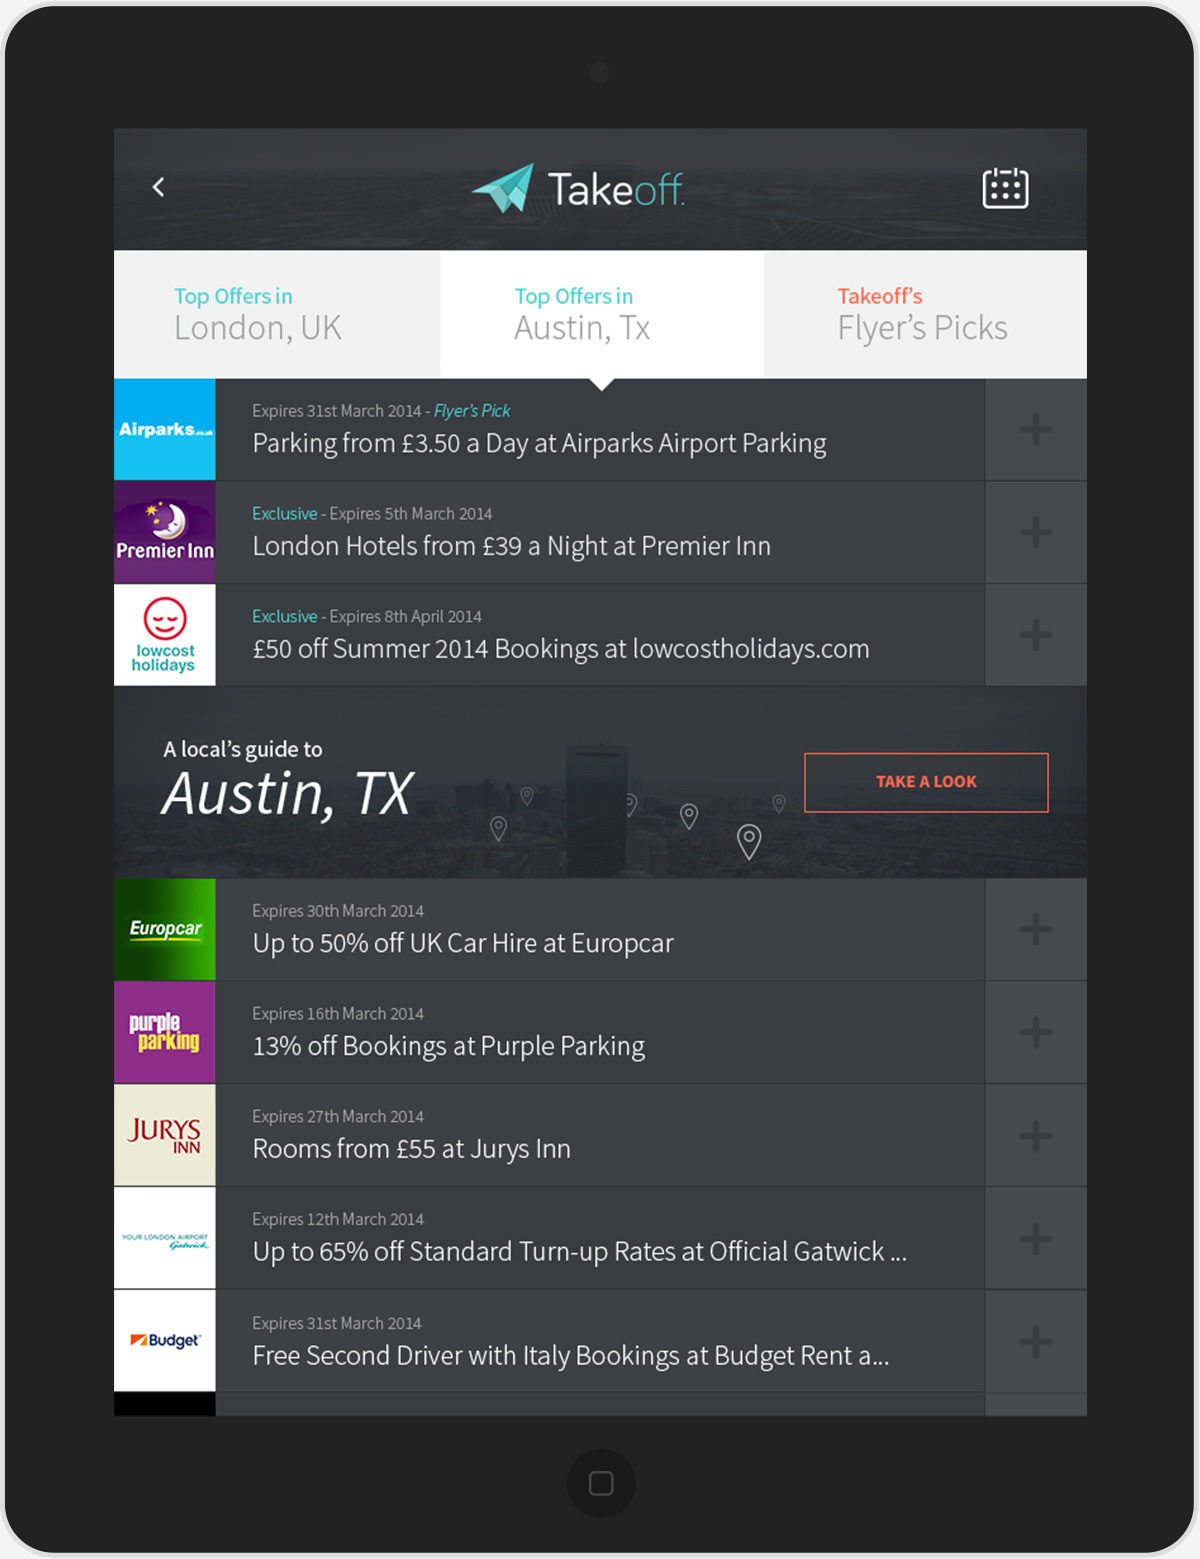 Takeoff.
Top Offers in
London, UK
Top Offers in
Austin, Tx
Takeoff's
Flyer's Picks
Airparks.co.uk
Expires 31st March 2014 - Flyer's Pick
Parking from £3.50 a Day at Airparks Airport Parking
Premier Inn
Exclusive - Expires 5th March 2014
London Hotels from £39 a Night at Premier Inn
lowcost
holidays
Exclusive - Expires 8th April 2014
£50 off Summer 2014 Bookings at lowcostholidays.com
A local's guide to
Austin, TX
TAKE A LOOK
Europcar
Expires 30th March 2014
Up to 50% off UK Car Hire at Europcar
purple
parking
Expires 16th March 2014
13% off Bookings at Purple Parking
JURYS
INN
Expires 27th March 2014
Rooms from £55 at Jurys Inn
YOUR LONDON AIRPORT
Gatwick
Expires 12th March 2014
Up to 65% off Standard Turn-up Rates at Official Gatwick ...
Budget
Expires 31st March 2014
Free Second Driver with Italy Bookings at Budget Rent a...